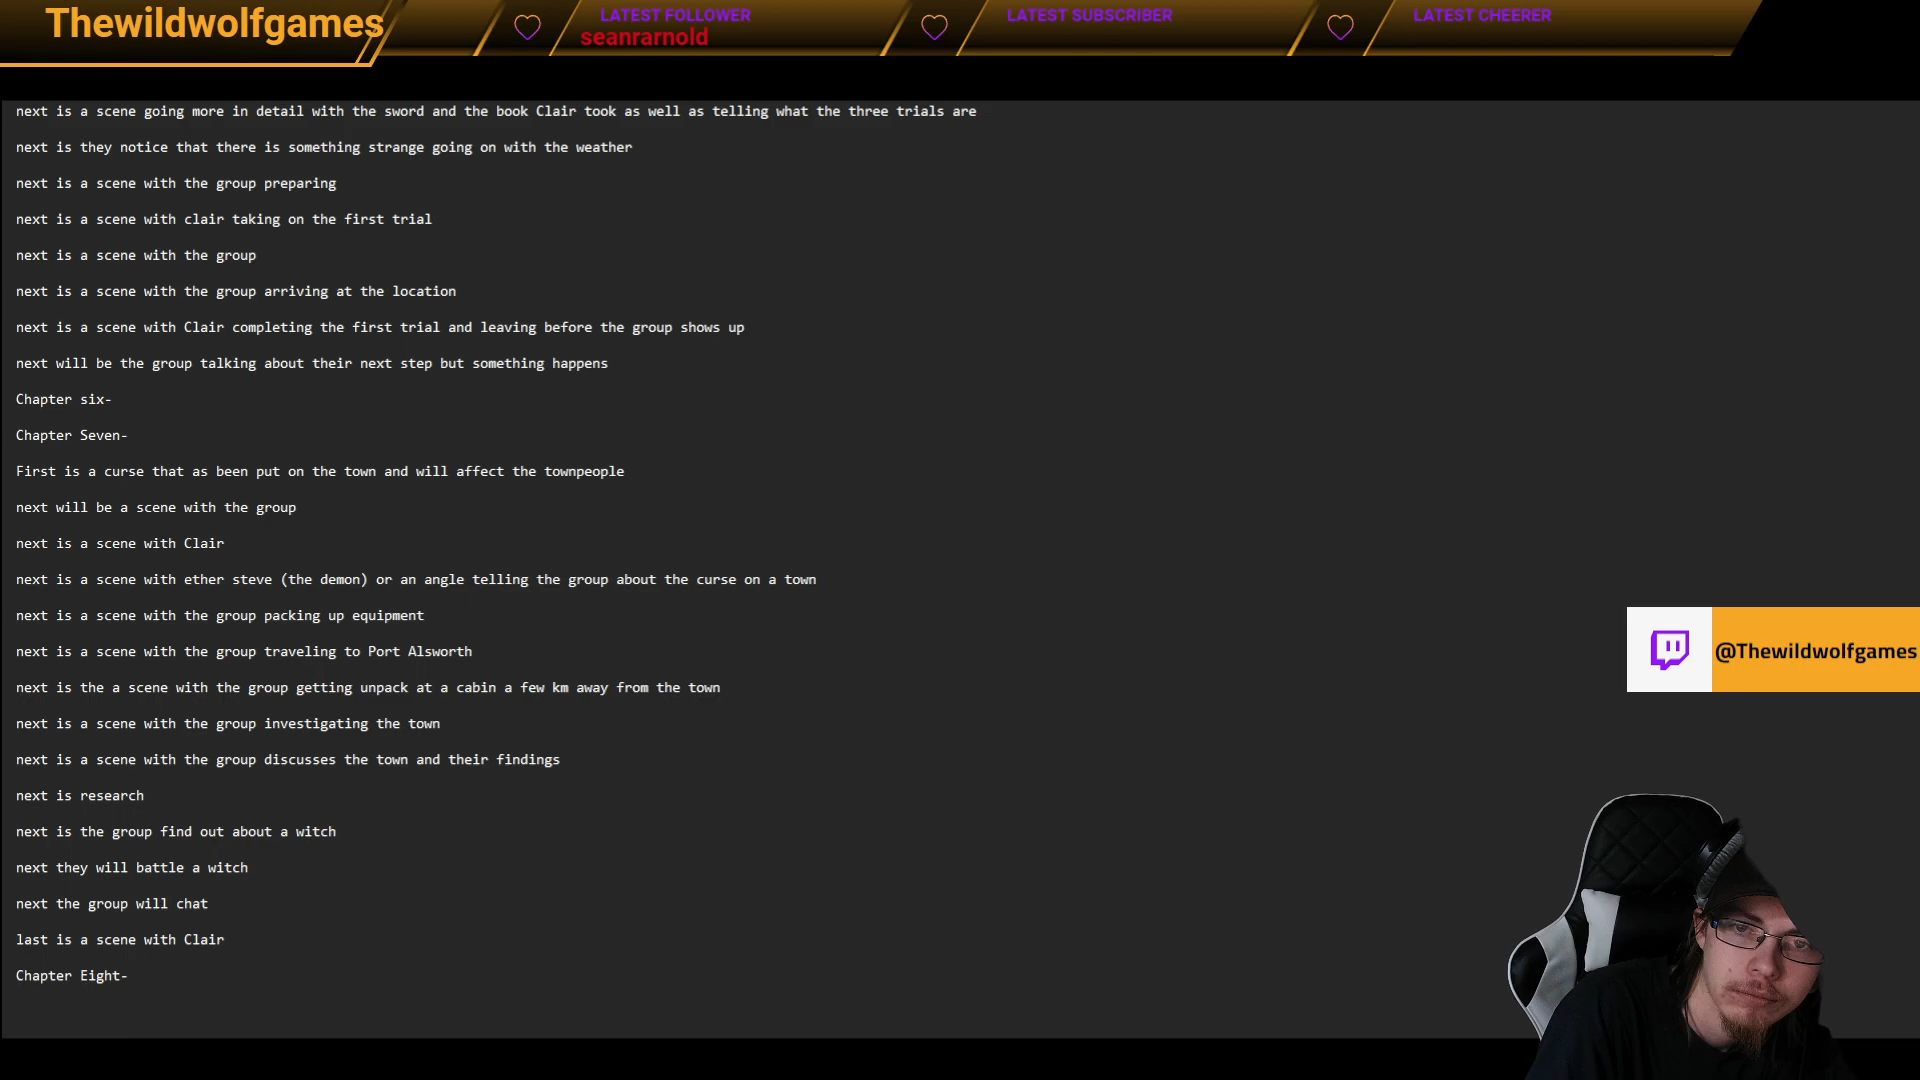 Thewildwolfgames
LATEST FOLLOWER
seanrarnold
LATEST SUBSCRIBER
LATEST CHEERER
next is a scene going more in detail with the sword and the book Clair took as well as telling what the three trials are
next is they notice that there is something strange going on with the weather
next is a scene with the group preparing
next is a scene with clair taking on the first trial
next is a scene with the group
next is a scene with the group arriving at the location
next is a scene with Clair completing the first trial and leaving before the group shows up
next will be the group talking about their next step but something happens
Chapter six-
Chapter Seven-
First is a curse that as been put on the town and will affect the townpeople
next will be a scene with the group
next is a scene with Clair
next is a scene with ether steve (the demon) or an angle telling the group about the curse on a town
next is a scene with the group packing up equipment
next is a scene with the group traveling to Port Alsworth
next is the a scene with the group getting unpack at a cabin a few km away from the town
next is a scene with the group investigating the town
next is a scene with the group discusses the town and their findings
next is research
next is the group find out about a witch
next they will battle a witch
next the group will chat
last is a scene with Clair
Chapter Eight-
@Thewildwolfgames